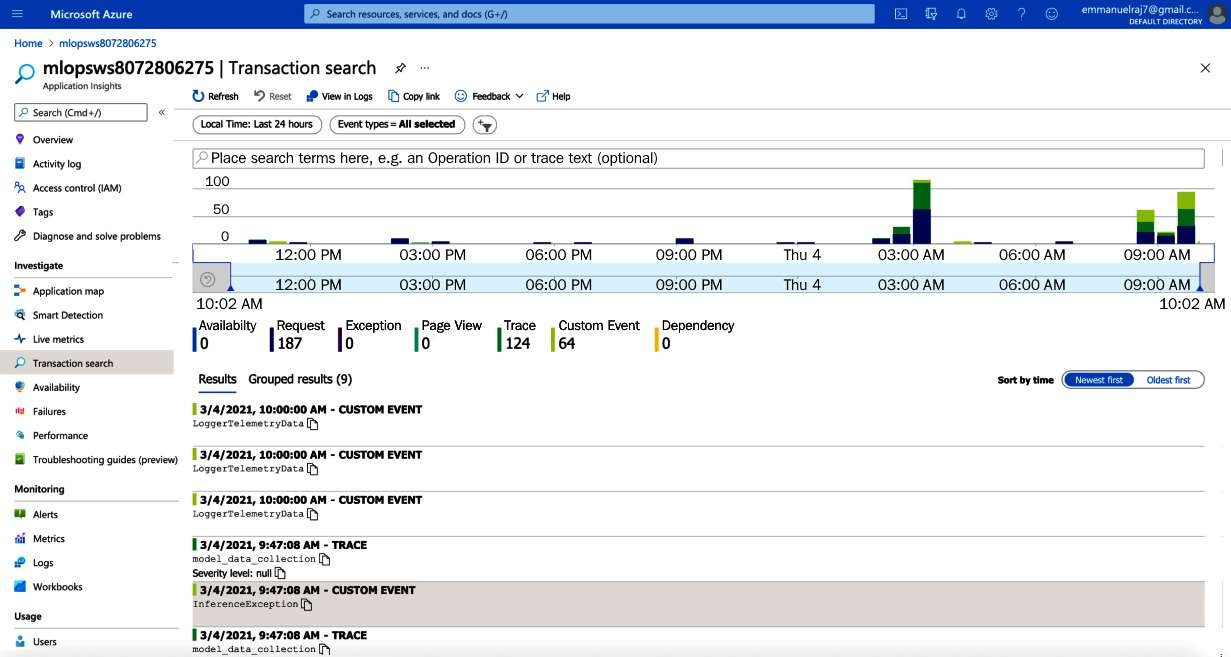 Microsoft Azure
Search resources, services, and docs (G+/)
emmanuelraj7@gmail.c...
DEFAULT DIRECTORY
Home > mlopsws8072806275
mlopsws8072806275 | Transaction search
Application Insights
Search (Cmd+/)
Overview
Activity log
Access control (IAM)
Tags
Diagnose and solve problems
Investigate
Application map
Smart Detection
Live metrics
Transaction search
Availability
Failures
Performance
Troubleshooting guides (preview)
Monitoring
Alerts
Metrics
Logs
Workbooks
Usage
Users
Refresh Reset View in Logs Copy link Feedback Help
Local Time: Last 24 hours Event types = All selected
Place search terms here, e.g. an Operation ID or trace text (optional)
100
50
0
12:00 PM 03:00 PM 06:00 PM 09:00 PM Thu 4 03:00 AM 06:00 AM 09:00 AM
12:00 PM 03:00 PM 06:00 PM 09:00 PM Thu 4 03:00 AM 06:00 AM 09:00 AM
10:02 AM 10:02 AM
Availabilty Request Exception Page View Trace Custom Event Dependency
0 187 0 0 124 64 0
Results Grouped results (9)
Sort by time Newest first Oldest first
3/4/2021, 10:00:00 AM - CUSTOM EVENT
LoggerTelemetryData
3/4/2021, 10:00:00 AM - CUSTOM EVENT
LoggerTelemetryData
3/4/2021, 10:00:00 AM - CUSTOM EVENT
LoggerTelemetryData
3/4/2021, 9:47:08 AM - TRACE
model_data_collection
Severity level: null
3/4/2021, 9:47:08 AM - CUSTOM EVENT
InferenceException
3/4/2021, 9:47:08 AM - TRACE
model_data_collection